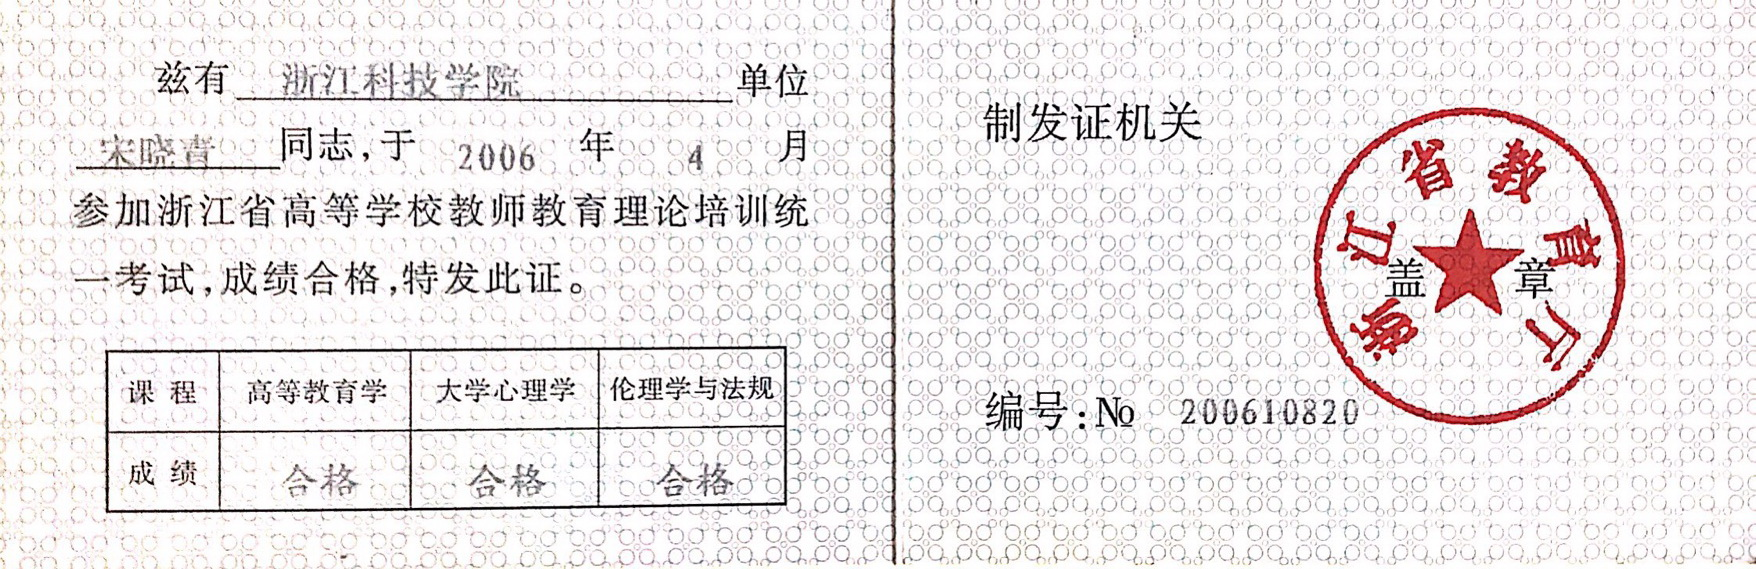 兹有 浙江科技学院 单位
宋晓青 同志,于 2006 年 4 月
参加浙江省高等学校教师教育理论培训统
一考试,成绩合格,特发此证。
课程 高等教育学 大学心理学 伦理学与法规
成绩 合格 合格 合格
制发证机关
浙江省教育厅
盖章
编号:№ 200610820